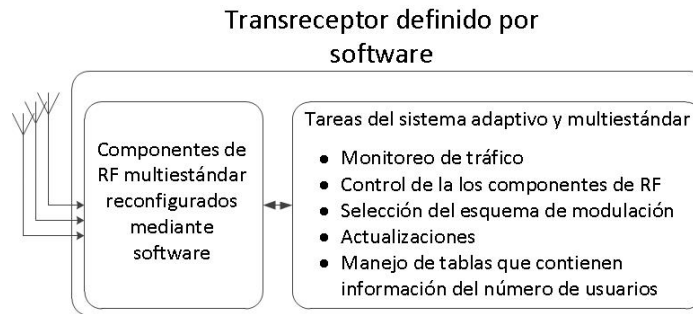 Transreceptor definido por
software
Componentes de
RF multiestándar
reconfigurados
mediante
software
Tareas del sistema adaptivo y multiestándar
● Monitoreo de tráfico
● Control de la los componentes de RF
● Selección del esquema de modulación
● Actualizaciones
● Manejo de tablas que contienen
información del número de usuarios